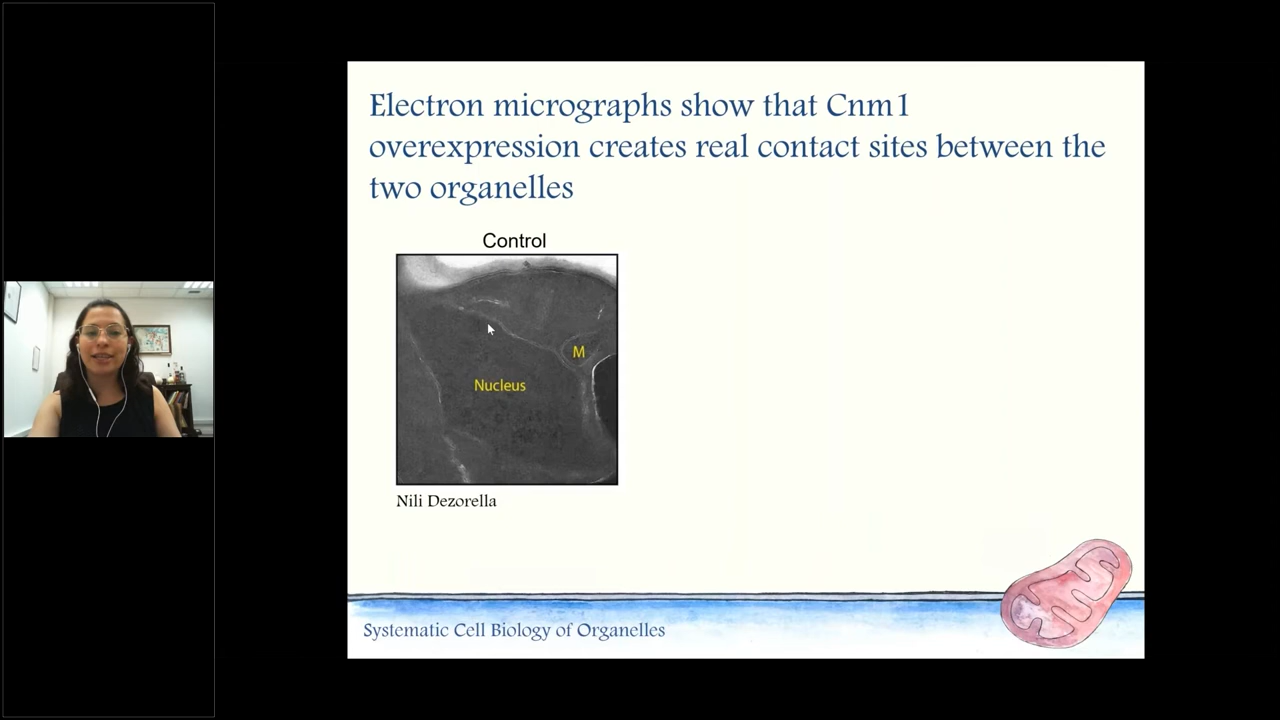 Electron micrographs show that Cnm1
overexpression creates real contact sites between the
two organelles
Control
M
Nucleus
Nili Dezorella
Systematic Cell Biology of Organelles